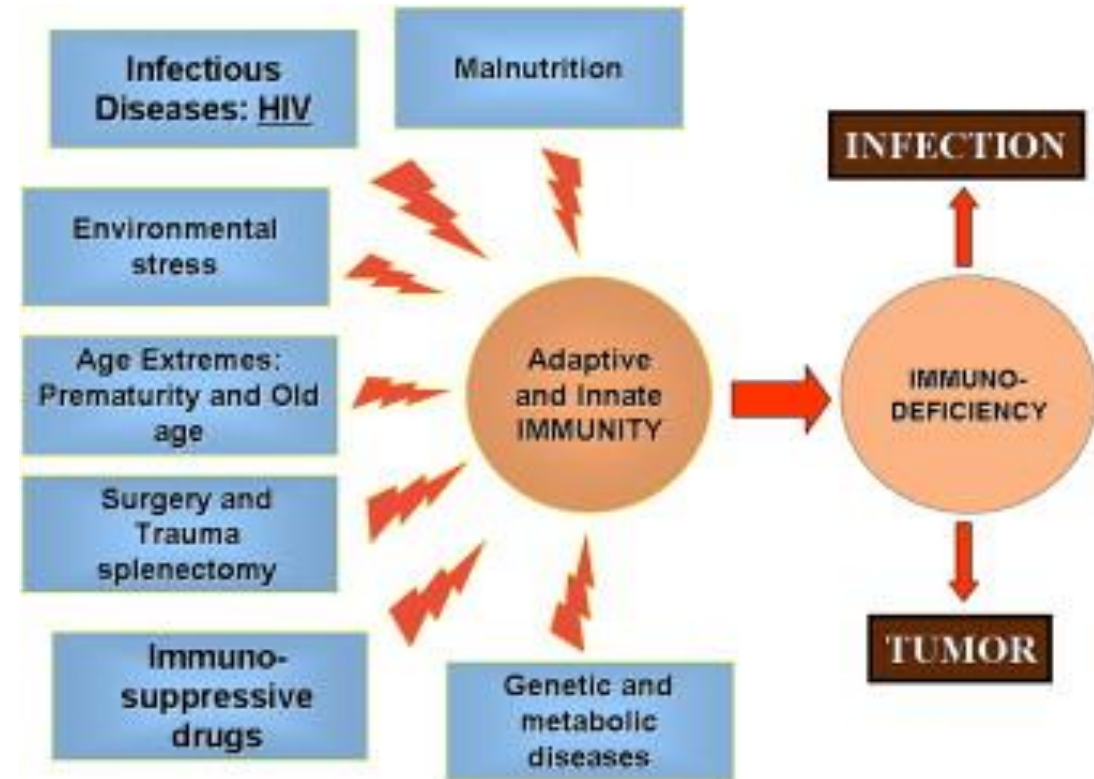 Infectious
Diseases: HIV
Malnutrition
Environmental
stress
Age Extremes:
Prematurity and Old
age
Surgery and
Trauma
splenectomy
Immuno-
suppressive
drugs
Genetic and
metabolic
diseases
Adaptive
and Innate
IMMUNITY
IMMUNO-
DEFICIENCY
INFECTION
TUMOR